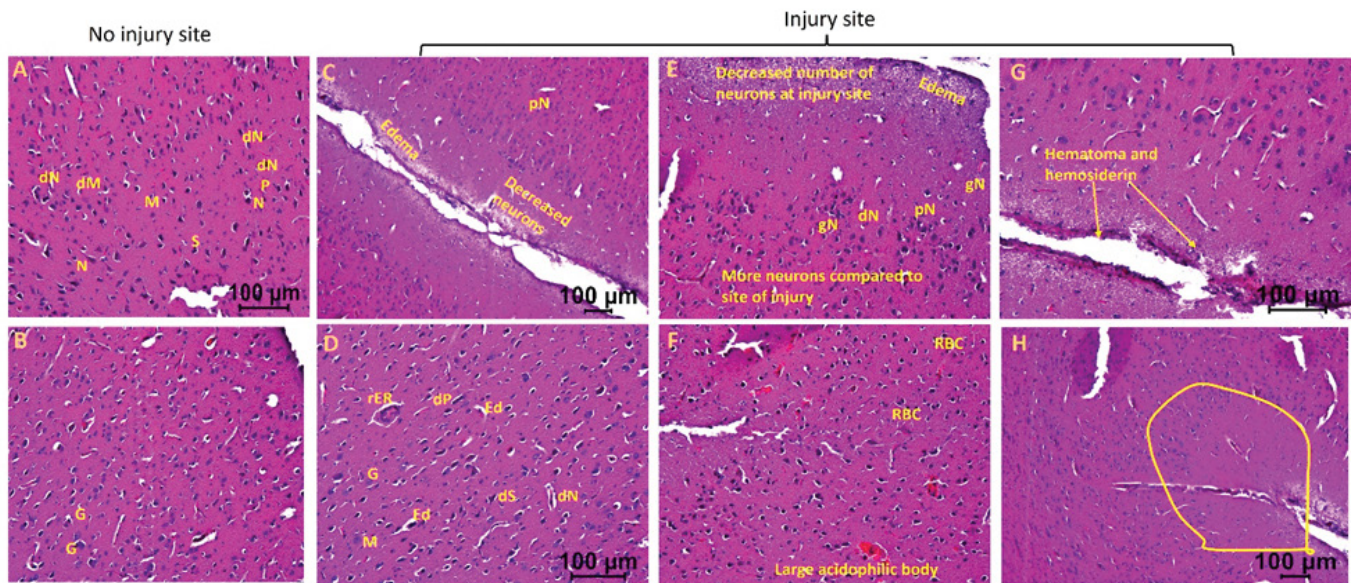 No injury site
Injury site
A
dN
dN
dN
dM
P
M
N
S
N
100 µm
B
G
G
C
pN
Edema
Decreased
neurons
100 µm
D
rER
dP
Ed
G
dS
dN
Ed
M
100 µm
E
Decreased number of
neurons at injury site
Edema
gN
pN
dN
gN
More neurons compared to
site of injury
F
RBC
RBC
Large acidophilic body
G
Hematoma and
hemosiderin
100 µm
H
100 µm